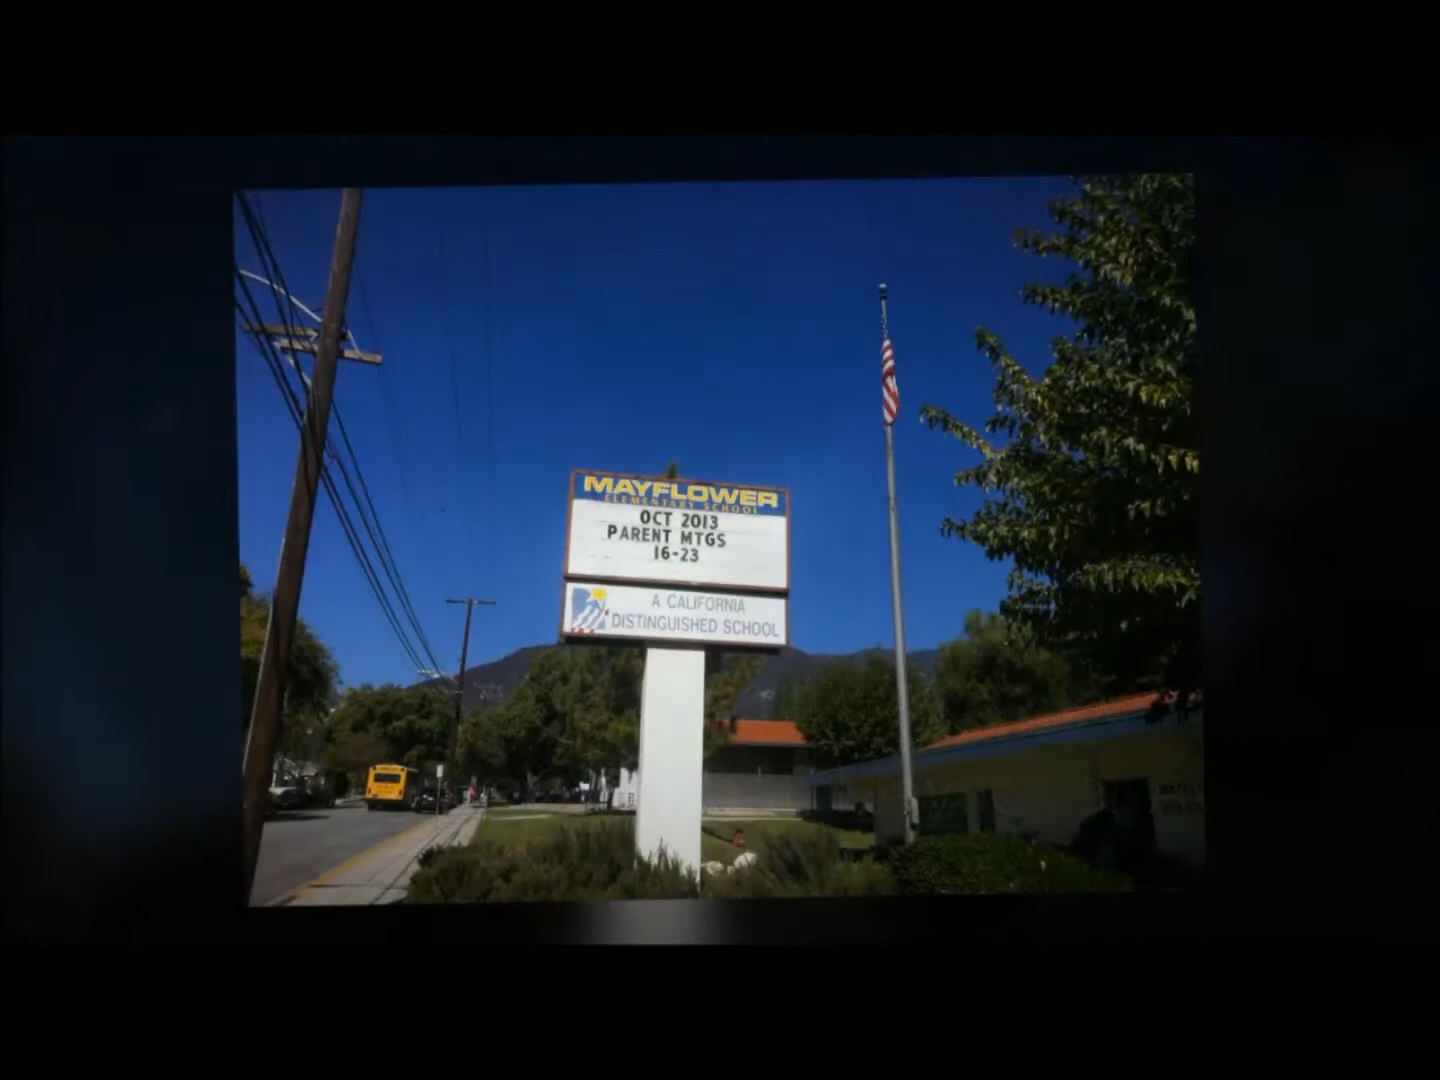 MAYFLOWER
ELEMENTARY SCHOOL
OCT 2013
PARENT MTGS
16-23
A CALIFORNIA
DISTINGUISHED SCHOOL